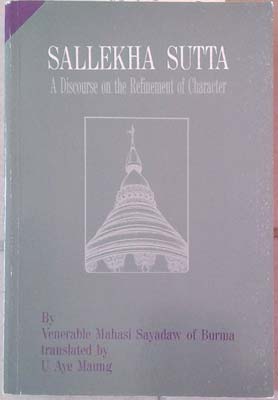 SALLEKHA SUTTA
A Discourse on the Refinement of Character
By
Venerable Mahasi Sayadaw of Burma
translated by
U Aye Maung